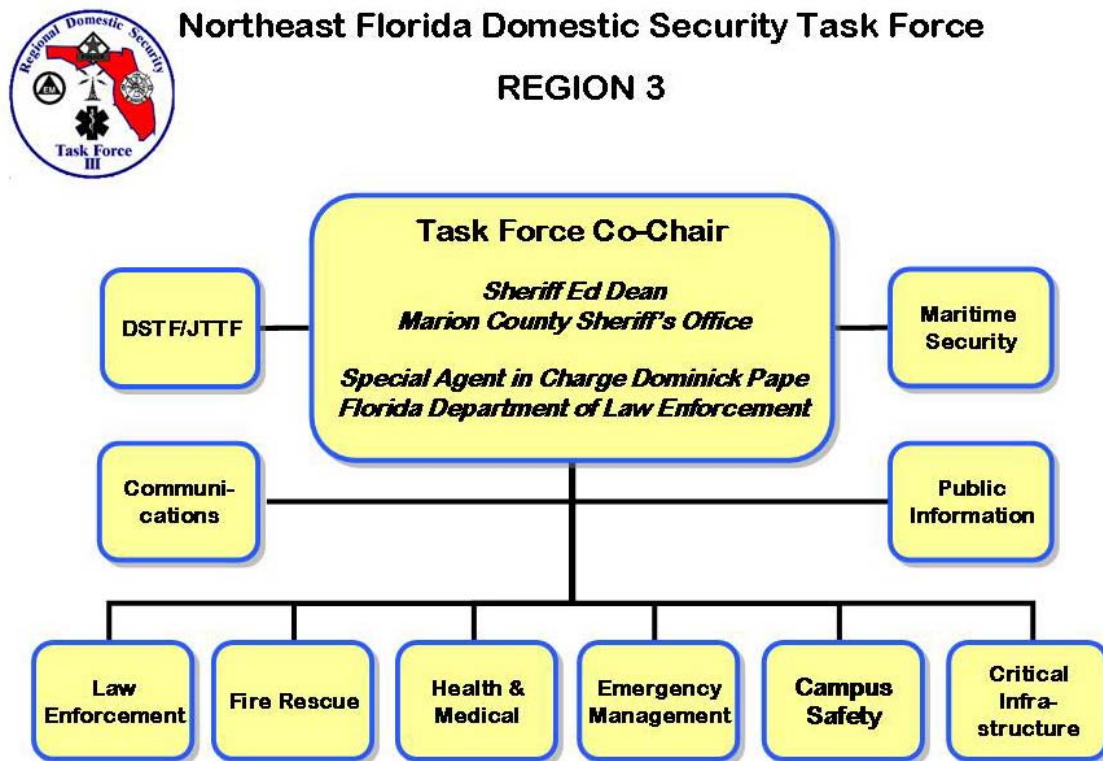 Northeast Florida Domestic Security Task Force
REGION 3
Regional Domestic Security
EM
Task Force
III
Task Force Co-Chair
Sheriff Ed Dean
Marion County Sheriff's Office
Special Agent in Charge Dominick Pape
Florida Department of Law Enforcement
DSTF/JTTF
Maritime
Security
Communi-
cations
Public
Information
Law
Enforcement
Fire Rescue
Health &
Medical
Emergency
Management
Campus
Safety
Critical
Infra-
structure